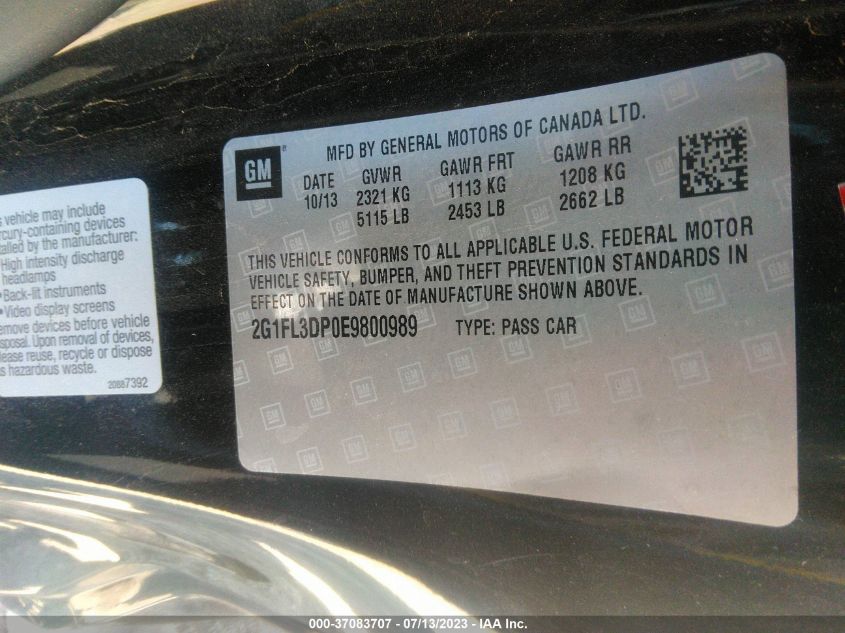 s vehicle may include
rcury-containing devices
talled by the manufacturer:
High intensity discharge
headlamps
•Back-lit instruments
•Video display screens
emove devices before vehicle
sposal. Upon removal of devices,
lease reuse, recycle or dispose
s hazardous waste.
20887392
GM
MFD BY GENERAL MOTORS OF CANADA LTD.
DATE GVWR GAWR FRT GAWR RR
10/13 2321 KG 1113 KG 1208 KG
5115 LB 2453 LB 2662 LB
THIS VEHICLE CONFORMS TO ALL APPLICABLE U.S. FEDERAL MOTOR
VEHICLE SAFETY, BUMPER, AND THEFT PREVENTION STANDARDS IN
EFFECT ON THE DATE OF MANUFACTURE SHOWN ABOVE.
2G1FL3DP0E9800989 TYPE: PASS CAR
000-37083707 - 07/13/2023 - IAA Inc.